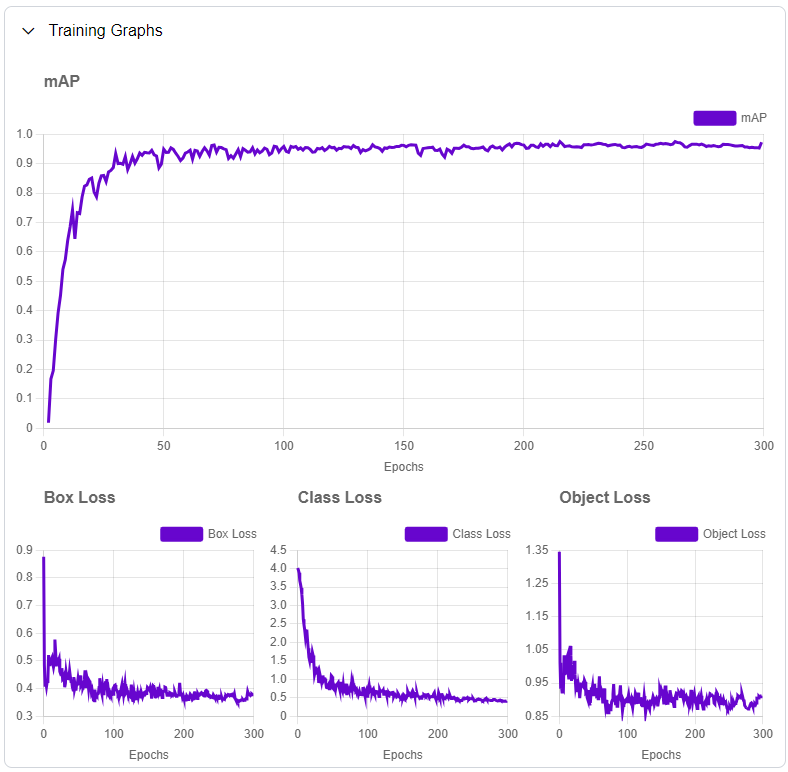 Training Graphs
mAP
mAP
1.0
0.9
0.8
0.7
0.6
0.5
0.4
0.3
0.2
0.1
0
0 50 100 150 200 250 300
Epochs
Box Loss
Box Loss
0.9
0.8
0.7
0.6
0.5
0.4
0.3
0 100 200 300
Epochs
Class Loss
Class Loss
4.5
4.0
3.5
3.0
2.5
2.0
1.5
1.0
0.5
0
0 100 200 300
Epochs
Object Loss
Object Loss
1.35
1.25
1.15
1.05
0.95
0.85
0 100 200 300
Epochs